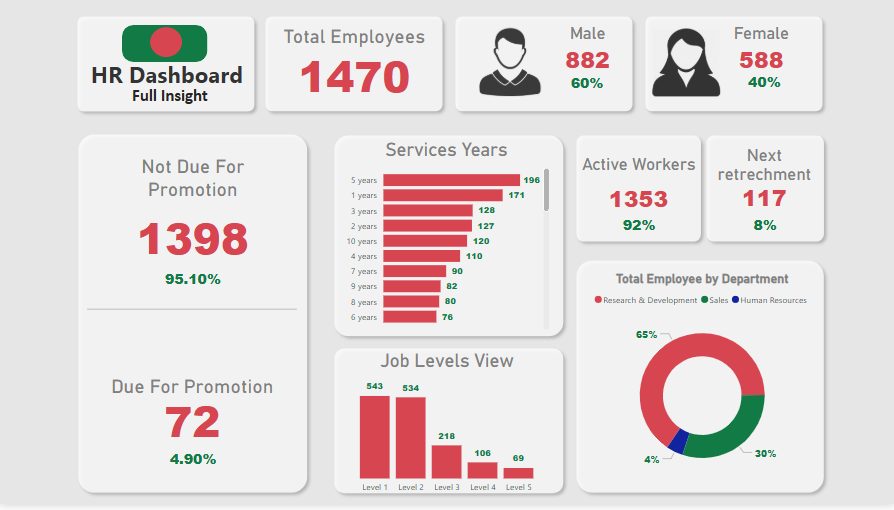 HR Dashboard
Full Insight
Total Employees
1470
Male
882
60%
Female
588
40%
Not Due For
Promotion
1398
95.10%
Due For Promotion
72
4.90%
Services Years
5 years 196
1 years 171
3 years 128
2 years 127
10 years 120
4 years 110
7 years 90
9 years 82
8 years 80
6 years 76
Job Levels View
543 534 218 106 69
Level 1 Level 2 Level 3 Level 4 Level 5
Active Workers
1353
92%
Next
retrechment
117
8%
Total Employee by Department
Research & Development Sales Human Resources
65%
30%
4%